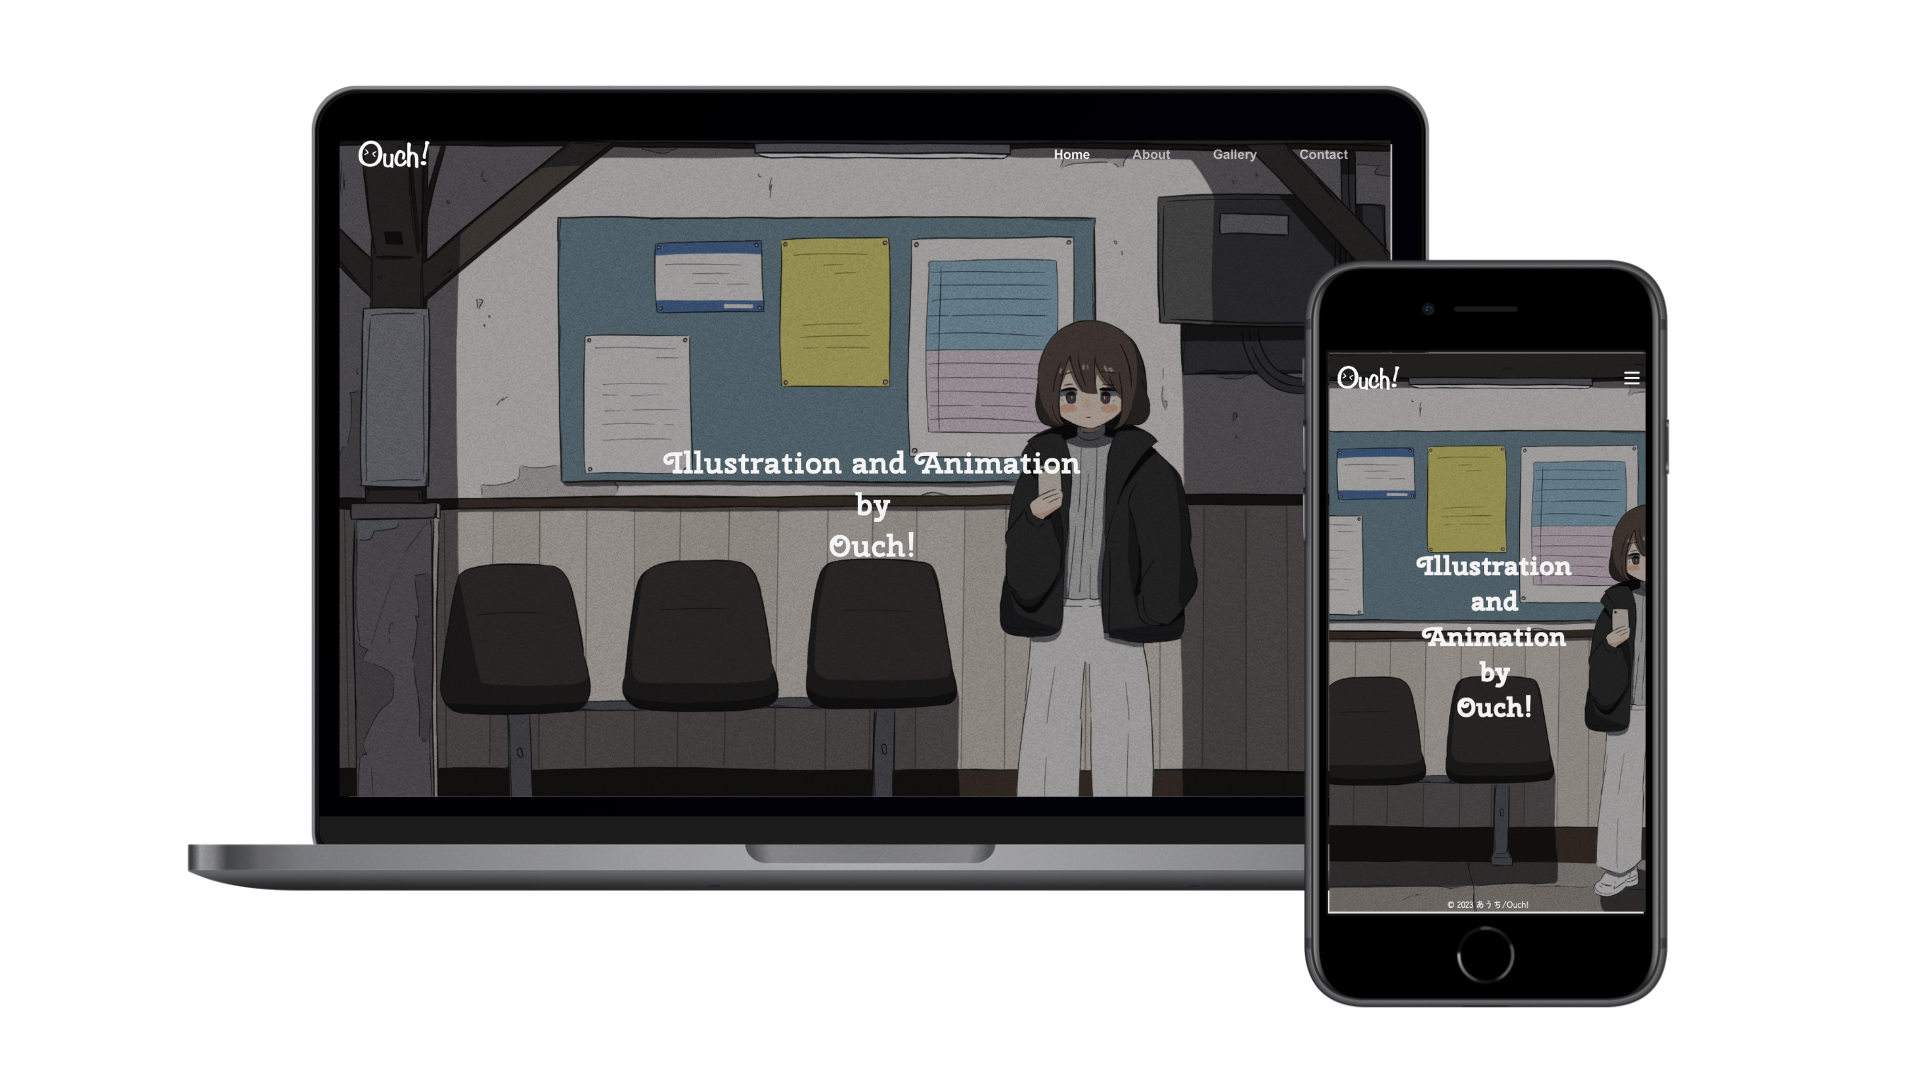 Ouch!
Home About Gallery Contact
Illustration and Animation
by
Ouch!
Ouch!
Illustration
and
Animation
by
Ouch!
© 2023 あうち/Ouch!